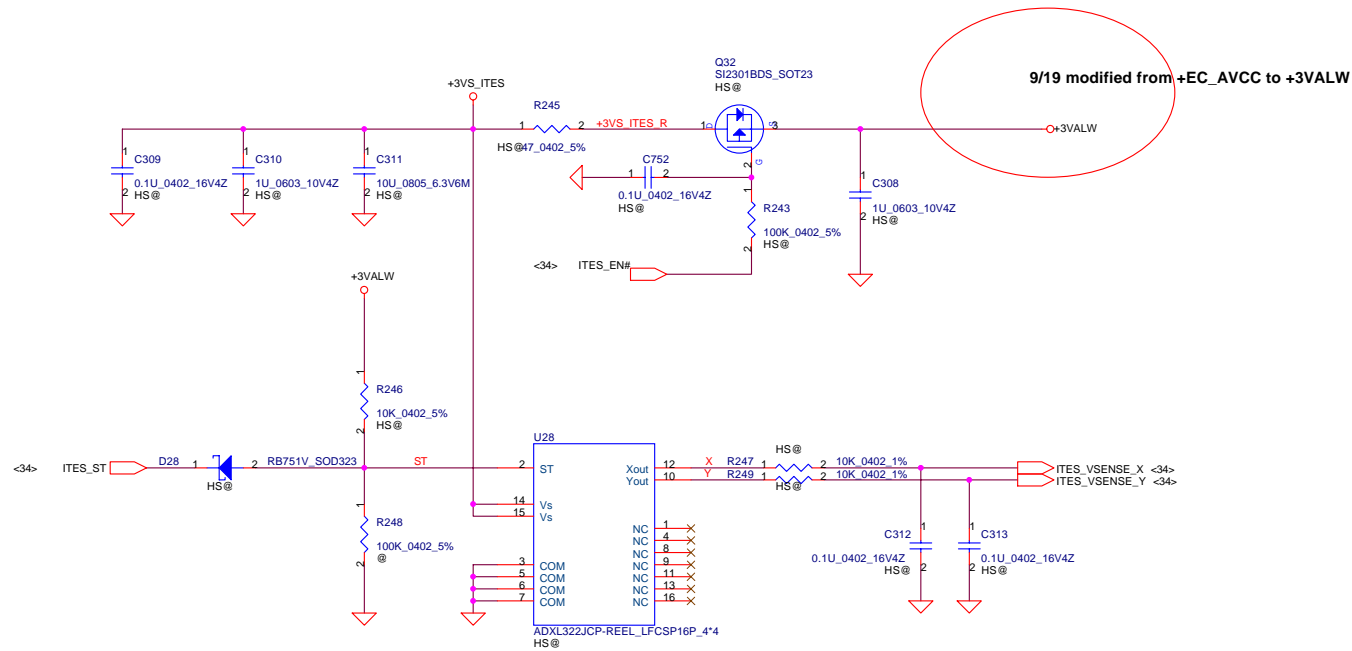 9/19 modified from +EC_AVCC to +3VALW
Q32
SI2301BDS_SOT23
HS@
+3VS_ITES
R245
1 2
HS@ 47_0402_5%
+3VS_ITES_R
1 D S 3
G
2
+3VALW
1
C309
0.1U_0402_16V4Z
2 HS@
1
C310
1U_0603_10V4Z
2 HS@
1
C311
10U_0805_6.3V6M
2 HS@
C752
1 2
0.1U_0402_16V4Z
HS@
1
R243
100K_0402_5%
2 HS@
1
C308
1U_0603_10V4Z
2 HS@
<34> ITES_EN#
+3VALW
1
R246
10K_0402_5%
2 HS@
<34> ITES_ST D28 1 2 RB751V_SOD323 ST
HS@
1
R248
100K_0402_5%
@
2
U28
2 ST
14 Vs
15 Vs
3 COM
5 COM
6 COM
7 COM
Xout 12
Yout 10
NC 1
NC 4
NC 8
NC 9
NC 11
NC 13
NC 16
ADXL322JCP-REEL_LFCSP16P_4*4
HS@
HS@
X R247 1 2 10K_0402_1% ITES_VSENSE_X <34>
Y R249 1 2 10K_0402_1% ITES_VSENSE_Y <34>
HS@
1
C312
0.1U_0402_16V4Z
HS@ 2
1
C313
0.1U_0402_16V4Z
HS@ 2